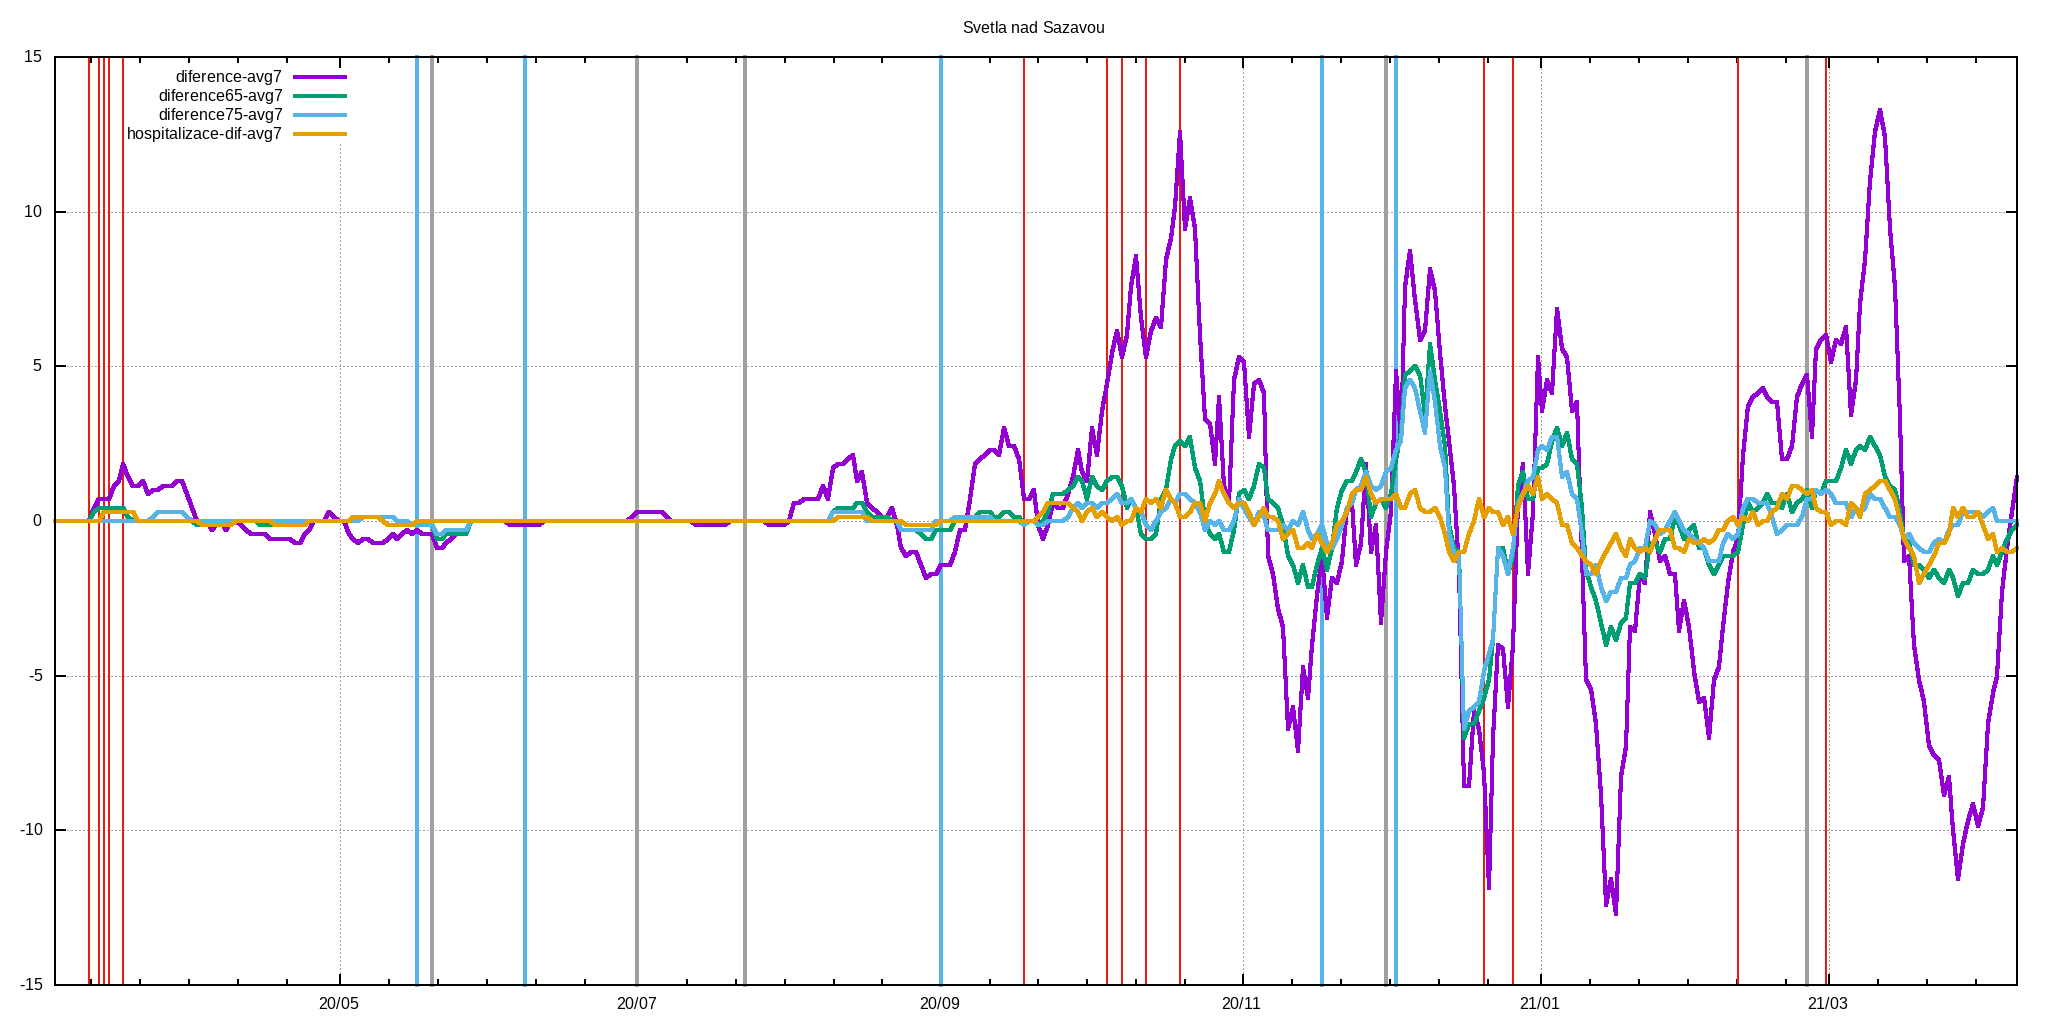 Svetla nad Sazavou
15
10
5
0
-5
-10
-15
diference-avg7
diference65-avg7
diference75-avg7
hospitalizace-dif-avg7
20/05
20/07
20/09
20/11
21/01
21/03